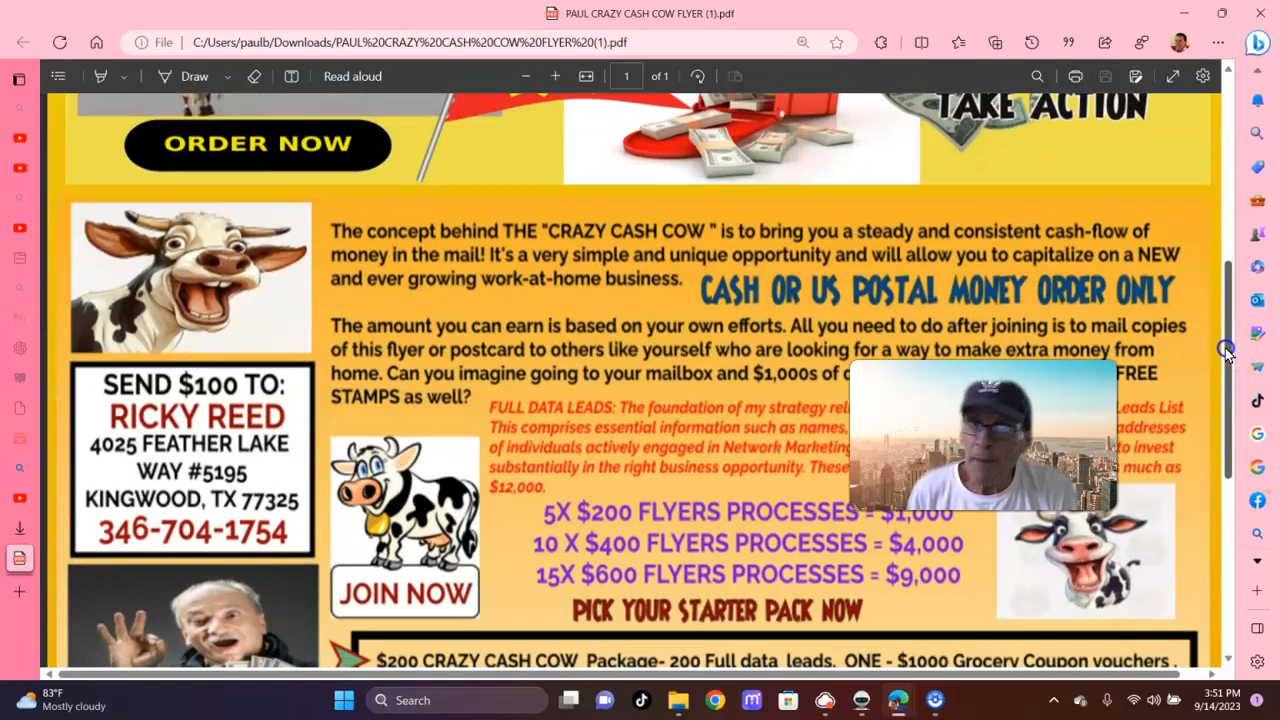 PAUL CRAZY CASH COW FLYER (1).pdf
File
C:/Users/paulb/Downloads/PAUL%20CRAZY%20CASH%20COW%20FLYER%20(1).pdf
Draw
Read aloud
1 of 1
ORDER NOW
TAKE ACTION
The concept behind THE "CRAZY CASH COW " is to bring you a steady and consistent cash-flow of
money in the mail! It's a very simple and unique opportunity and will allow you to capitalize on a NEW
and ever growing work-at-home business.
CASH OR US POSTAL MONEY ORDER ONLY
The amount you can earn is based on your own efforts. All you need to do after joining is to mail copies
of this flyer or postcard to others like yourself who are looking for a way to make extra money from
home. Can you imagine going to your mailbox and $1,000s of FREE
STAMPS as well?
SEND $100 TO:
RICKY REED
4025 FEATHER LAKE
WAY #5195
KINGWOOD, TX 77325
346-704-1754
FULL DATA LEADS: The foundation of my strategy Leads List
This comprises essential information such as names, addresses
of individuals actively engaged in Network Marketing to invest
substantially in the right business opportunity. These much as
$12,000.
5X $200 FLYERS PROCESSES = $1,000
10 X $400 FLYERS PROCESSES = $4,000
15X $600 FLYERS PROCESSES = $9,000
JOIN NOW
PICK YOUR STARTER PACK NOW
$200 CRAZY CASH COW Package- 200 Full data leads, ONE - $1000 Grocery Coupon vouchers ,
83°F
Mostly cloudy
Search
3:51 PM
9/14/2023